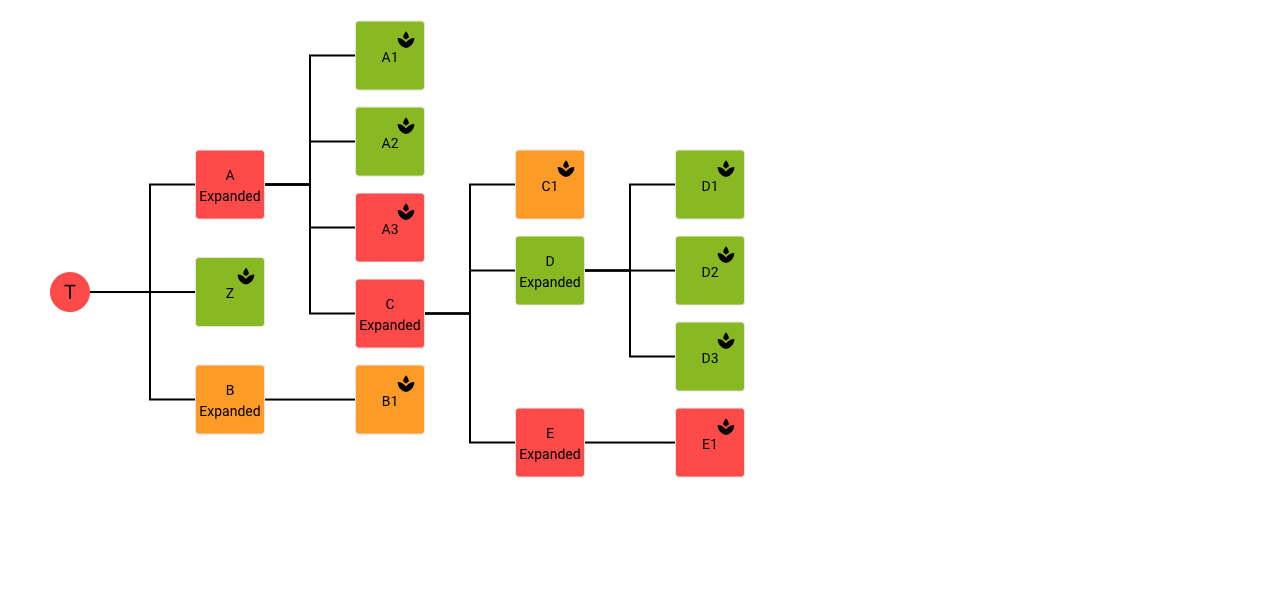 T
A
Expanded
Z
B
Expanded
A1
A2
A3
C
Expanded
B1
C1
D
Expanded
E
Expanded
D1
D2
D3
E1